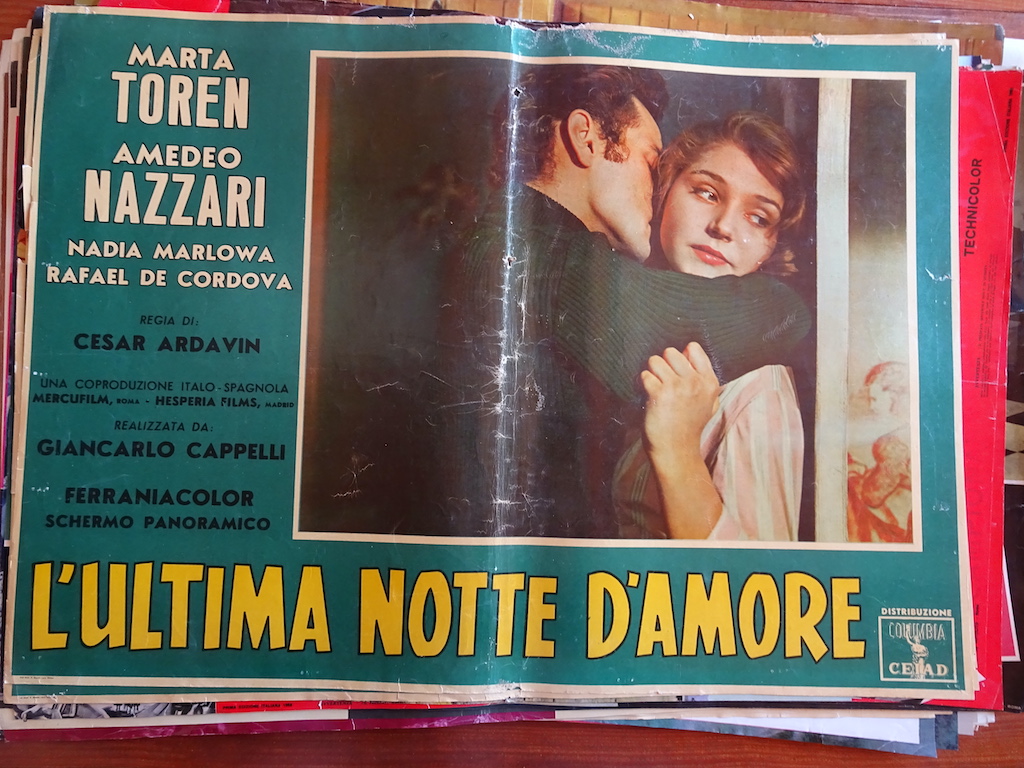 MARTA
TOREN
AMEDEO
NAZZARI
NADIA MARLOWA
RAFAEL DE CORDOVA
REGIA DI:
CESAR ARDAVIN
UNA COPRODUZIONE ITALO-SPAGNOLA
MERCUFILM, ROMA - HESPERIA FILMS, MADRID
REALIZZATA DA:
GIANCARLO CAPPELLI
FERRANIACOLOR
SCHERMO PANORAMICO
L'ULTIMA NOTTE D'AMORE
DISTRIBUZIONE
COLUMBIA
CEIAD
TECHNICOLOR